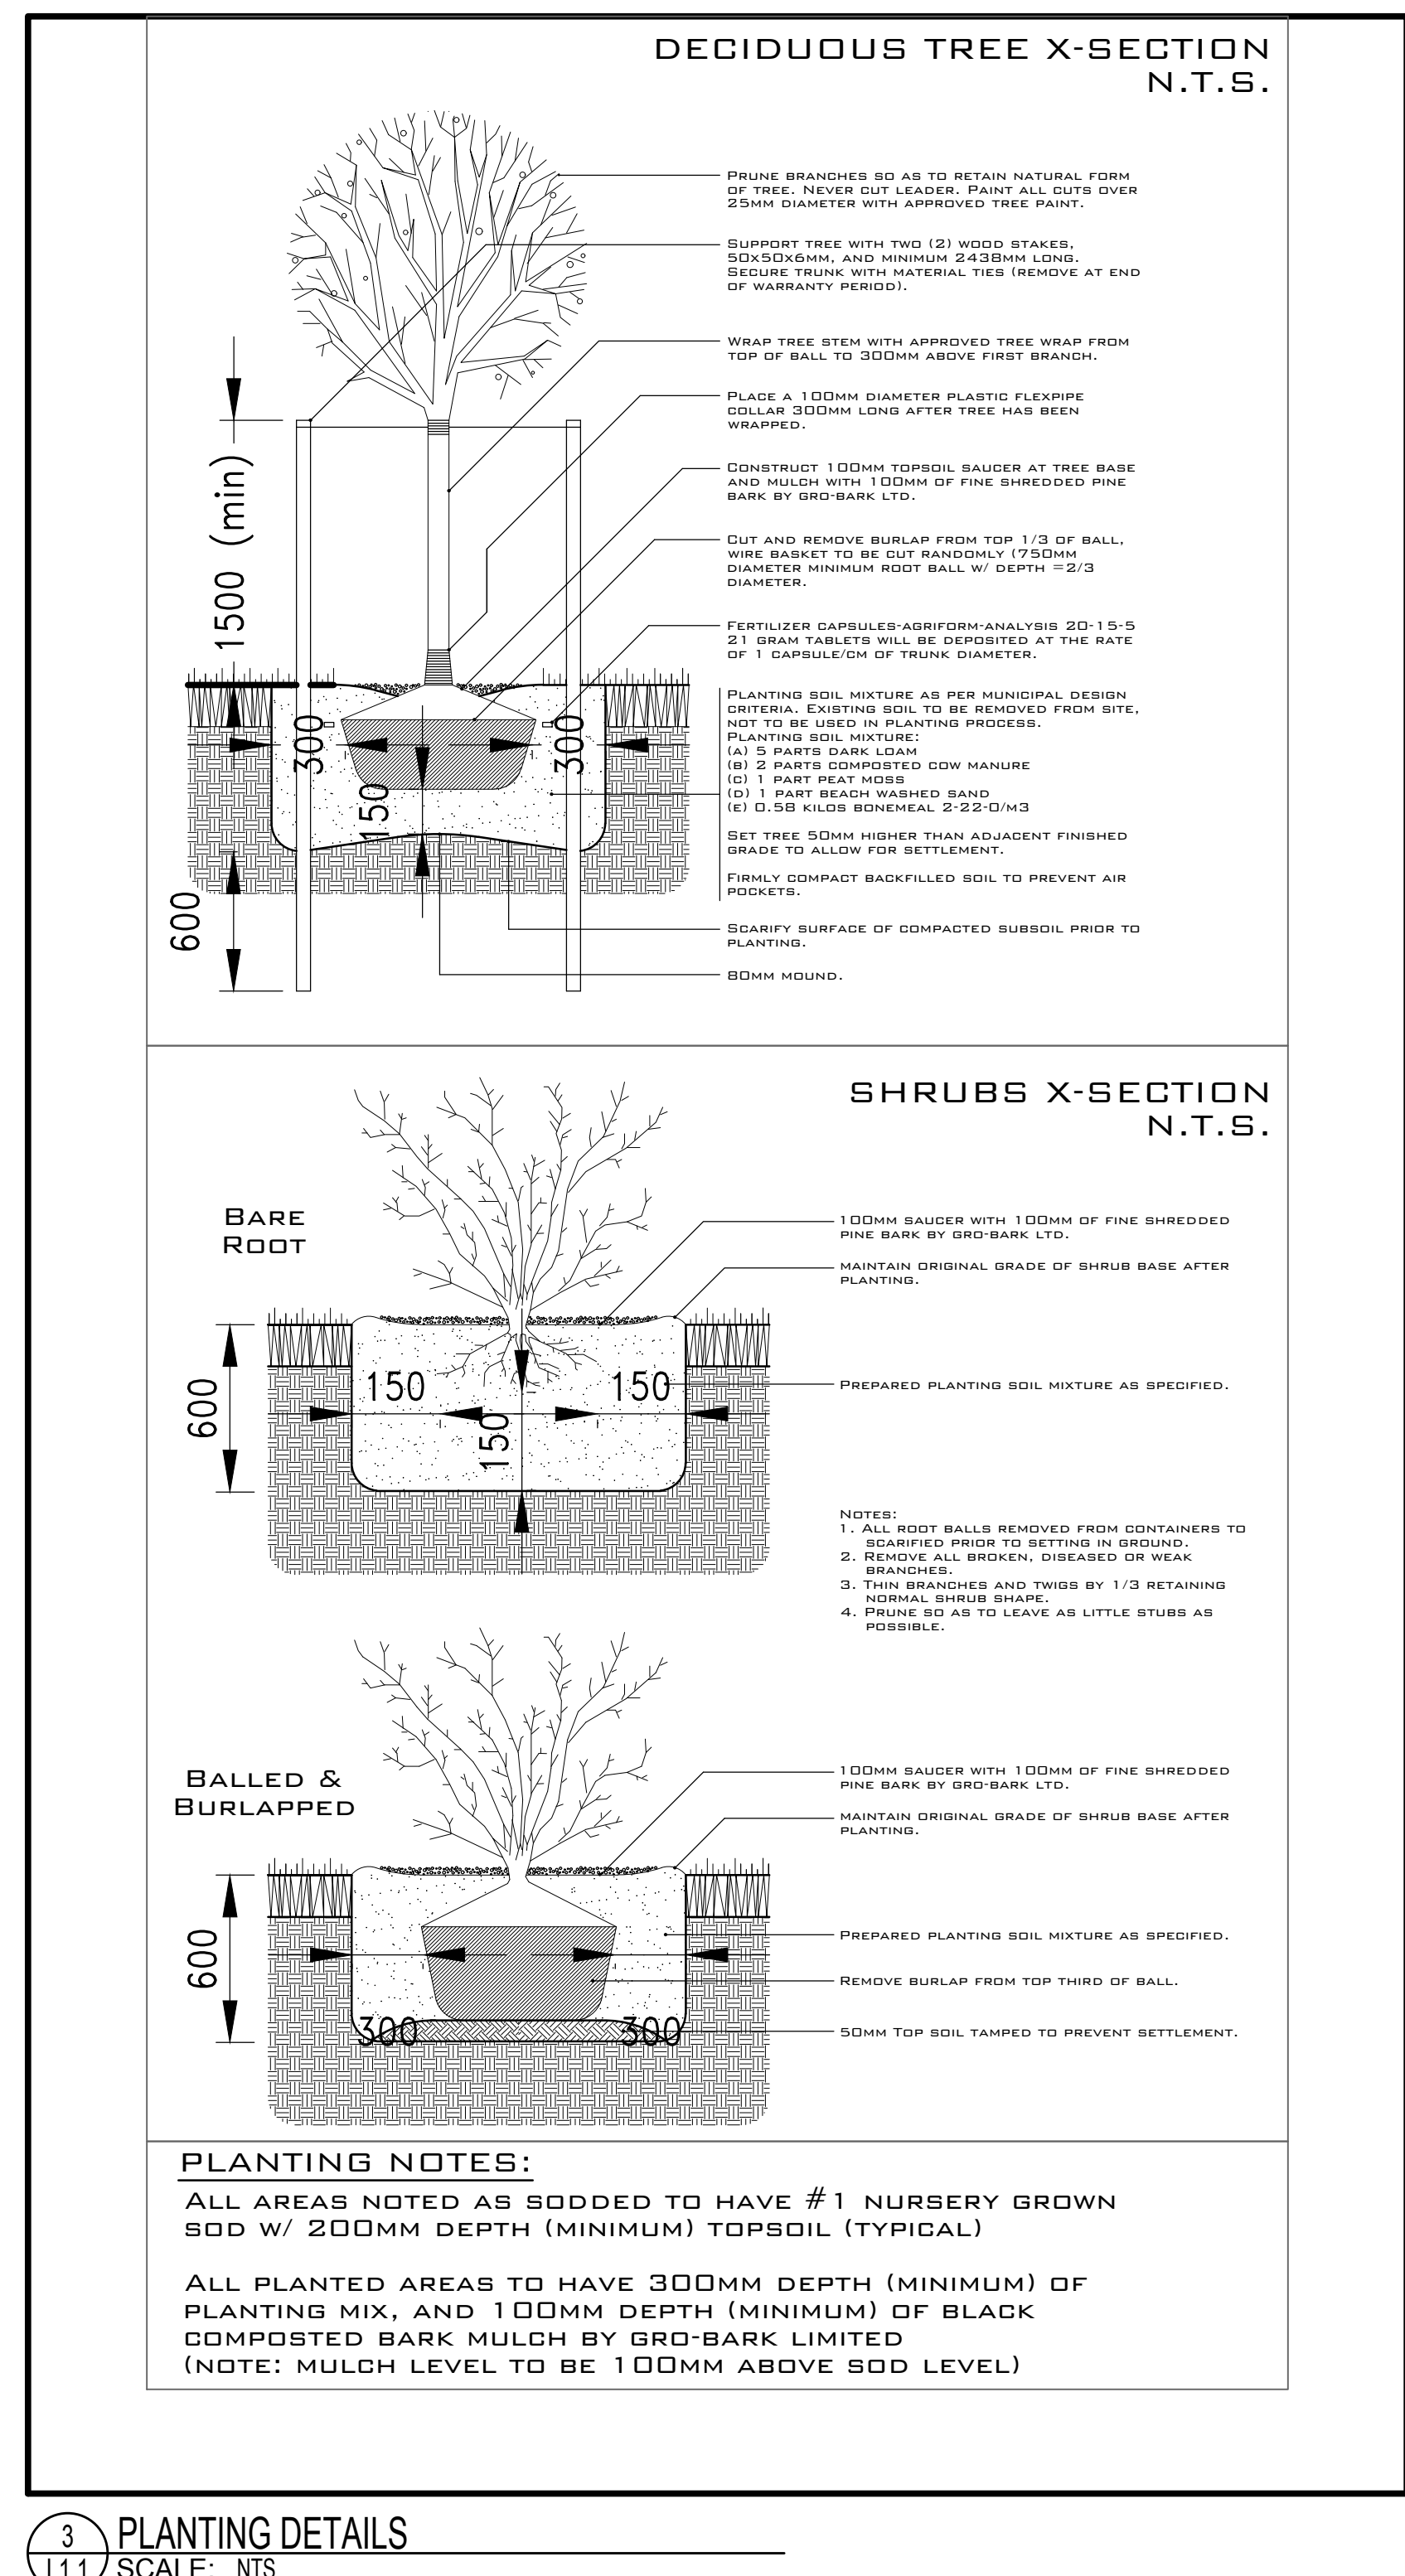 DECIDUOUS TREE X-SECTION
N.T.S.
PRUNE BRANCHES SO AS TO RETAIN NATURAL FORM
OF TREE. NEVER CUT LEADER. PAINT ALL CUTS OVER
25MM DIAMETER WITH APPROVED TREE PAINT.
SUPPORT TREE WITH TWO (2) WOOD STAKES,
50X50X6MM, AND MINIMUM 2438MM LONG.
SECURE TRUNK WITH MATERIAL TIES (REMOVE AT END
OF WARRANTY PERIOD).
WRAP TREE STEM WITH APPROVED TREE WRAP FROM
TOP OF BALL TO 300MM ABOVE FIRST BRANCH.
PLACE A 100MM DIAMETER PLASTIC FLEXPIPE
COLLAR 300MM LONG AFTER TREE HAS BEEN
WRAPPED.
CONSTRUCT 100MM TOPSOIL SAUCER AT TREE BASE
AND MULCH WITH 100MM OF FINE SHREDDED PINE
BARK BY GRO-BARK LTD.
CUT AND REMOVE BURLAP FROM TOP 1/3 OF BALL,
WIRE BASKET TO BE CUT RANDOMLY (750MM
DIAMETER MINIMUM ROOT BALL W/ DEPTH =2/3
DIAMETER.
FERTILIZER CAPSULES-AGRIFORM-ANALYSIS 20-15-5
21 GRAM TABLETS WILL BE DEPOSITED AT THE RATE
OF 1 CAPSULE/CM OF TRUNK DIAMETER.
PLANTING SOIL MIXTURE AS PER MUNICIPAL DESIGN
CRITERIA. EXISTING SOIL TO BE REMOVED FROM SITE,
NOT TO BE USED IN PLANTING PROCESS.
PLANTING SOIL MIXTURE:
(A) 5 PARTS DARK LOAM
(B) 2 PARTS COMPOSTED COW MANURE
(C) 1 PART PEAT MOSS
(D) 1 PART BEACH WASHED SAND
(E) 0.58 KILOS BONEMEAL 2-22-0/M3
SET TREE 50MM HIGHER THAN ADJACENT FINISHED
GRADE TO ALLOW FOR SETTLEMENT.
FIRMLY COMPACT BACKFILLED SOIL TO PREVENT AIR
POCKETS.
SCARIFY SURFACE OF COMPACTED SUBSOIL PRIOR TO
PLANTING.
80MM MOUND.
1500 (min)
300
300
150
600
SHRUBS X-SECTION
N.T.S.
BARE
ROOT
100MM SAUCER WITH 100MM OF FINE SHREDDED
PINE BARK BY GRO-BARK LTD.
MAINTAIN ORIGINAL GRADE OF SHRUB BASE AFTER
PLANTING.
PREPARED PLANTING SOIL MIXTURE AS SPECIFIED.
600
150
150
150
NOTES:
1. ALL ROOT BALLS REMOVED FROM CONTAINERS TO
SCARIFIED PRIOR TO SETTING IN GROUND.
2. REMOVE ALL BROKEN, DISEASED OR WEAK
BRANCHES.
3. THIN BRANCHES AND TWIGS BY 1/3 RETAINING
NORMAL SHRUB SHAPE.
4. PRUNE SO AS TO LEAVE AS LITTLE STUBS AS
POSSIBLE.
BALLED &
BURLAPPED
100MM SAUCER WITH 100MM OF FINE SHREDDED
PINE BARK BY GRO-BARK LTD.
MAINTAIN ORIGINAL GRADE OF SHRUB BASE AFTER
PLANTING.
PREPARED PLANTING SOIL MIXTURE AS SPECIFIED.
REMOVE BURLAP FROM TOP THIRD OF BALL.
50MM TOP SOIL TAMPED TO PREVENT SETTLEMENT.
600
300
300
PLANTING NOTES:
ALL AREAS NOTED AS SODDED TO HAVE #1 NURSERY GROWN
SOD W/ 200MM DEPTH (MINIMUM) TOPSOIL (TYPICAL)
ALL PLANTED AREAS TO HAVE 300MM DEPTH (MINIMUM) OF
PLANTING MIX, AND 100MM DEPTH (MINIMUM) OF BLACK
COMPOSTED BARK MULCH BY GRO-BARK LIMITED
(NOTE: MULCH LEVEL TO BE 100MM ABOVE SOD LEVEL)
3
PLANTING DETAILS
SCALE: NTS